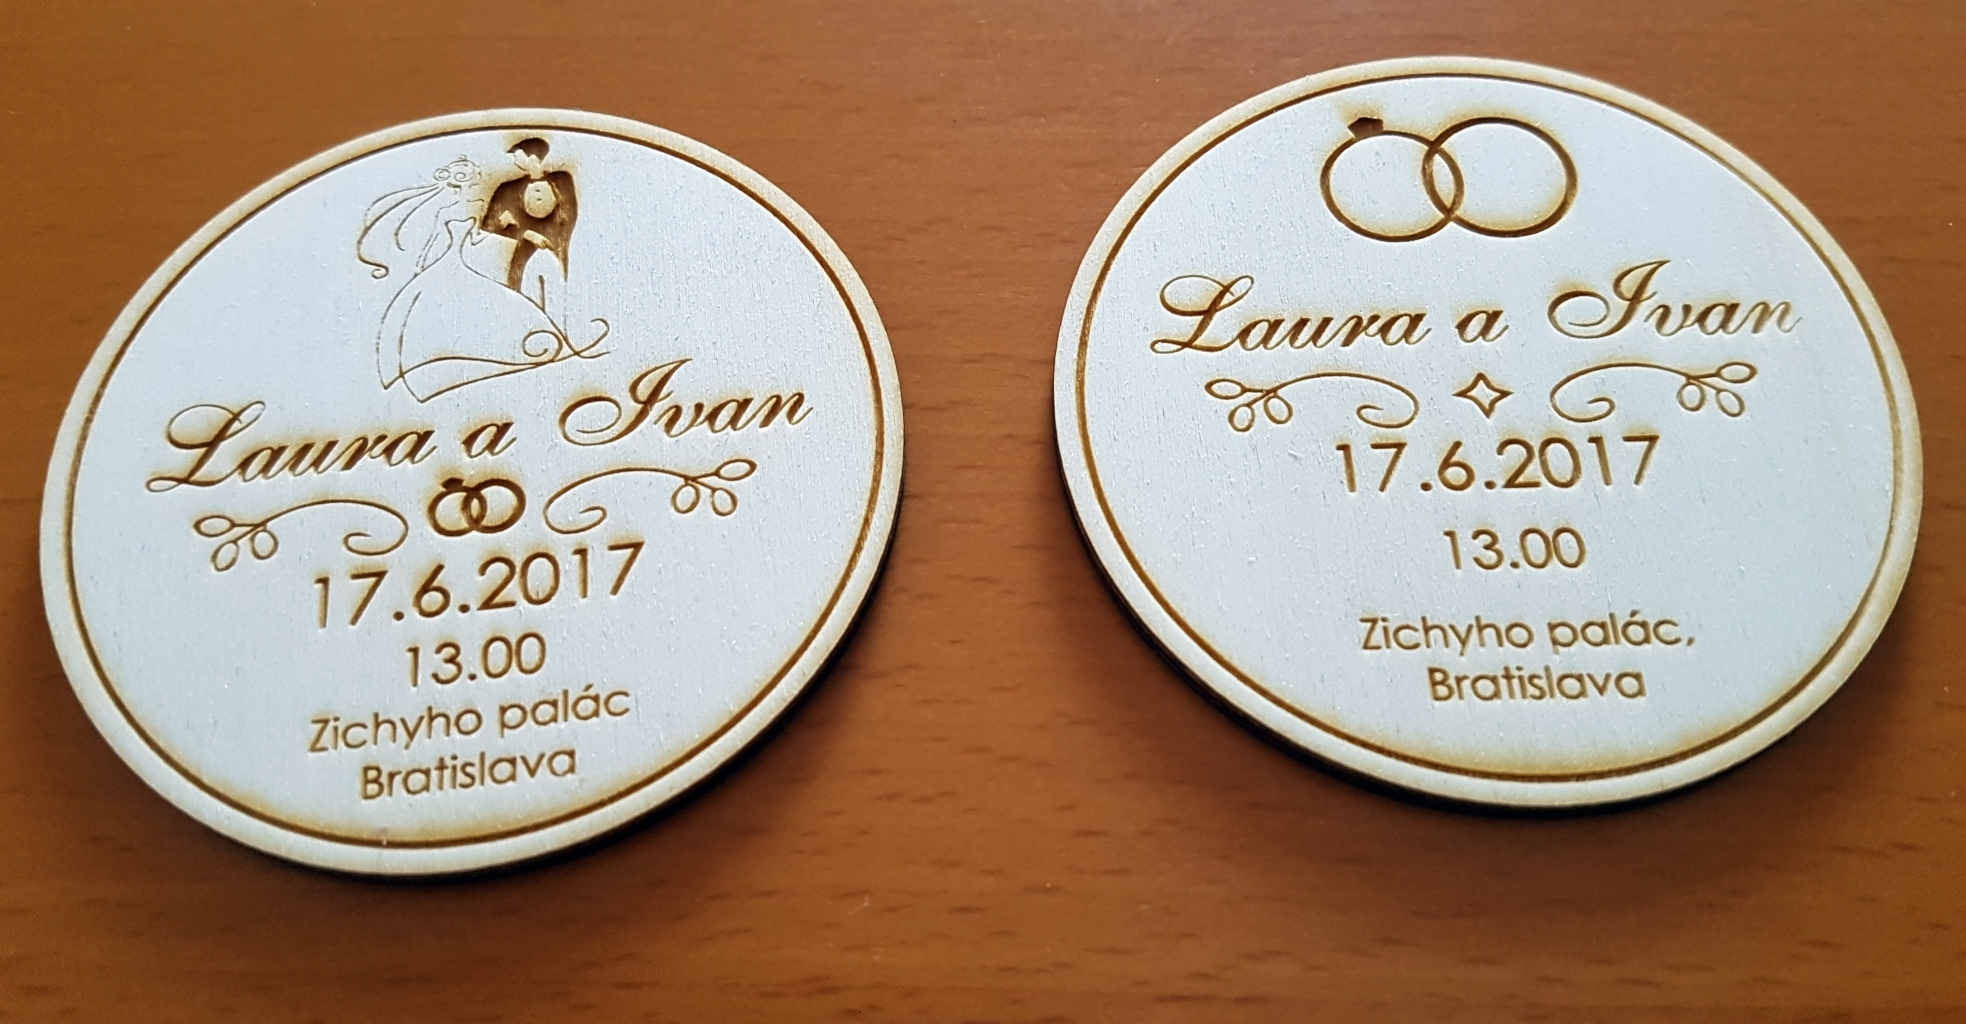 Laura a Ivan
17.6.2017
13.00
Zichyho palác
Bratislava
Laura a Ivan
17.6.2017
13.00
Zichyho palác,
Bratislava